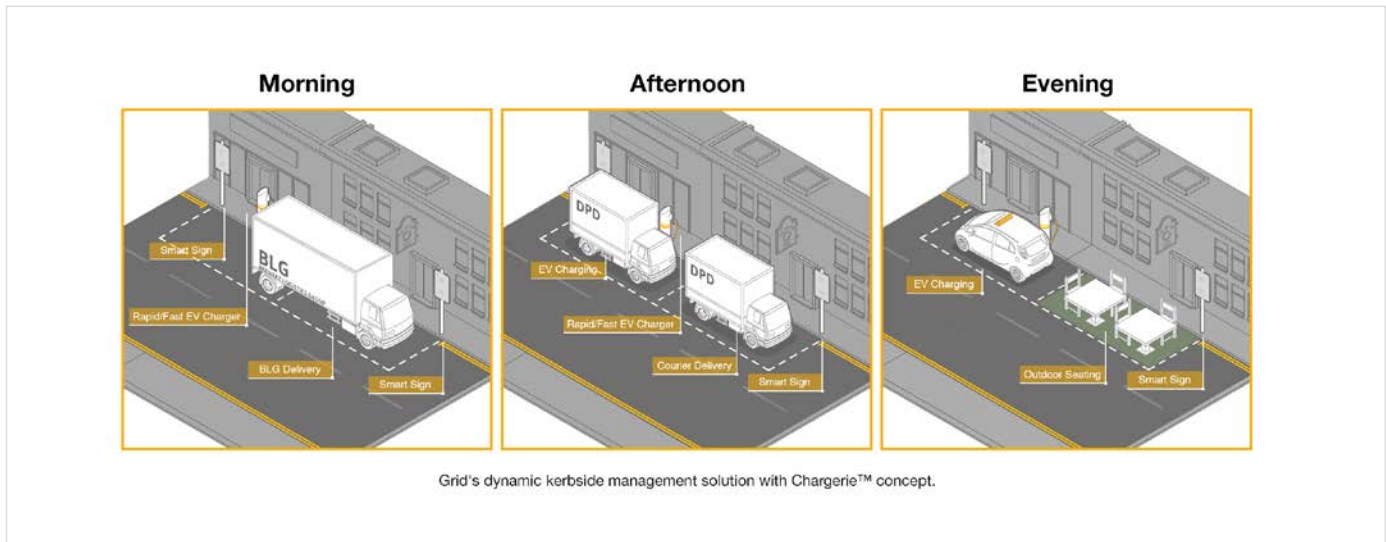 Morning
Smart Sign
BLG
Rapid/Fast EV Charger
BLG Delivery
Smart Sign
Afternoon
DPD
DPD
EV Charging
Rapid/Fast EV Charger
Courier Delivery
Smart Sign
Evening
EV Charging
Outdoor Seating
Smart Sign
Grid's dynamic kerbside management solution with Chargerie™ concept.